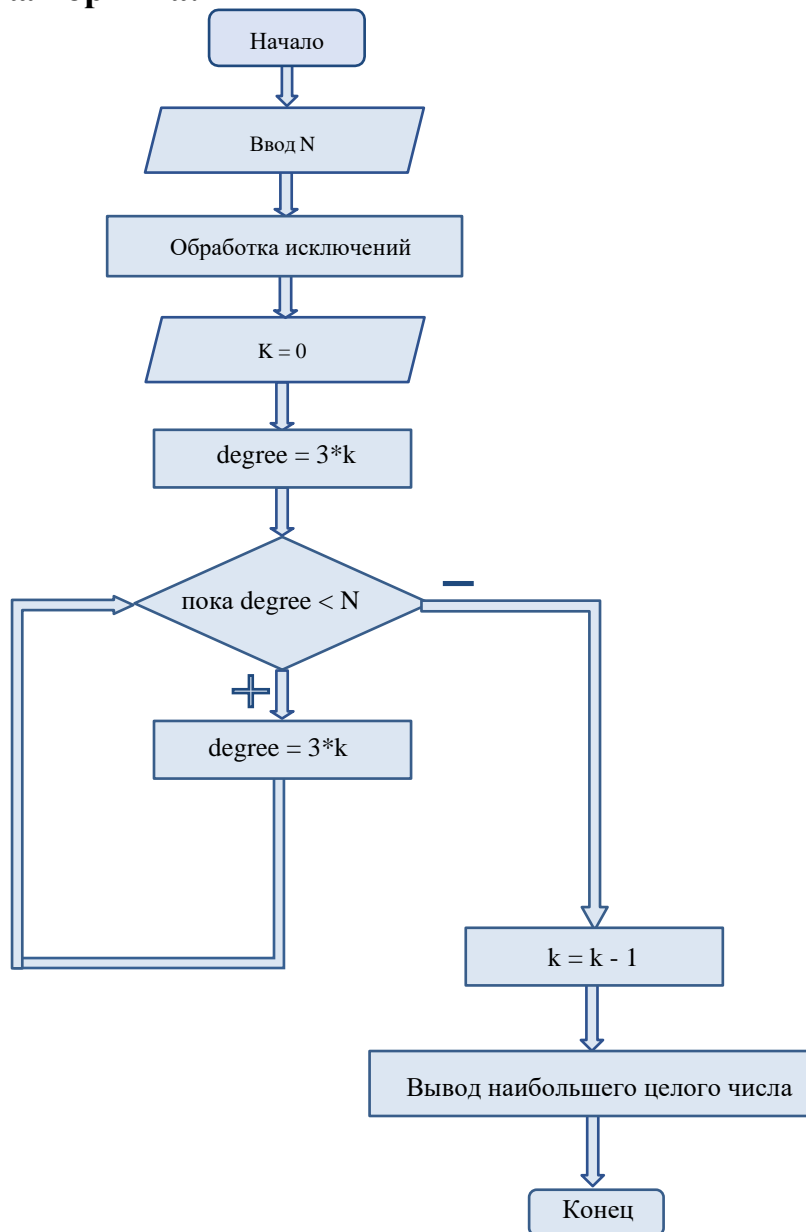 Начало
Ввод N
Обработка исключений
K = 0
degree = 3*k
пока degree < N
−
+
degree = 3*k
k = k - 1
Вывод наибольшего целого числа
Конец